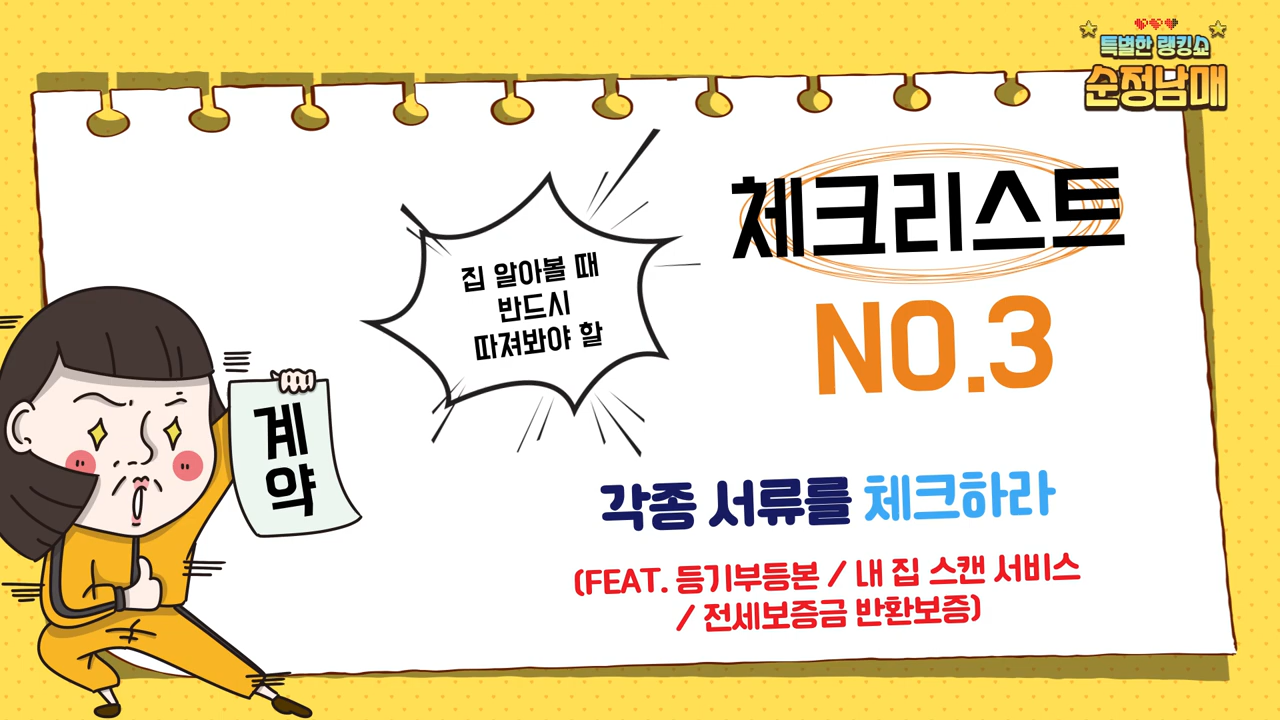 특별한 랭킹쇼
순정남매
집 알아볼 때
반드시
따져봐야 할
체크리스트
NO.3
계
약
각종 서류를 체크하라
(FEAT. 등기부등본 / 내 집 스캔 서비스
/ 전세보증금 반환보증)